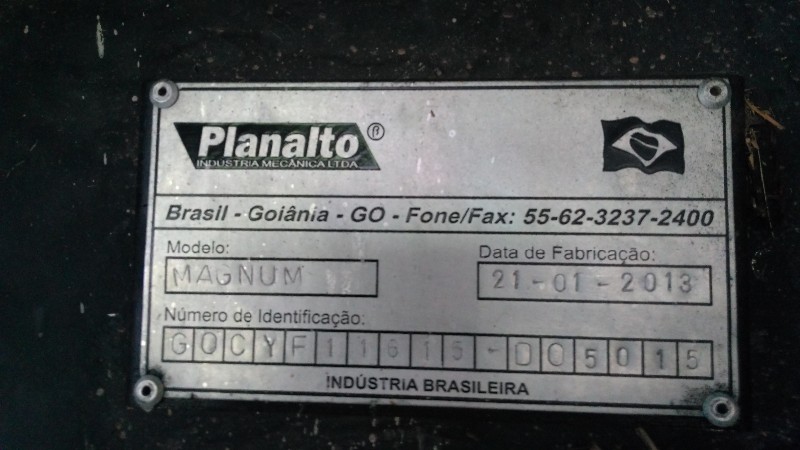 Planalto ®
INDUSTRIA MECÂNICA LTDA.
Brasil - Goiânia - GO - Fone/Fax: 55-62-3237-2400
Modelo: Data de Fabricação:
MAGNUM 21-01-2013
Número de Identificação:
GOCYF11615-005015
INDÚSTRIA BRASILEIRA